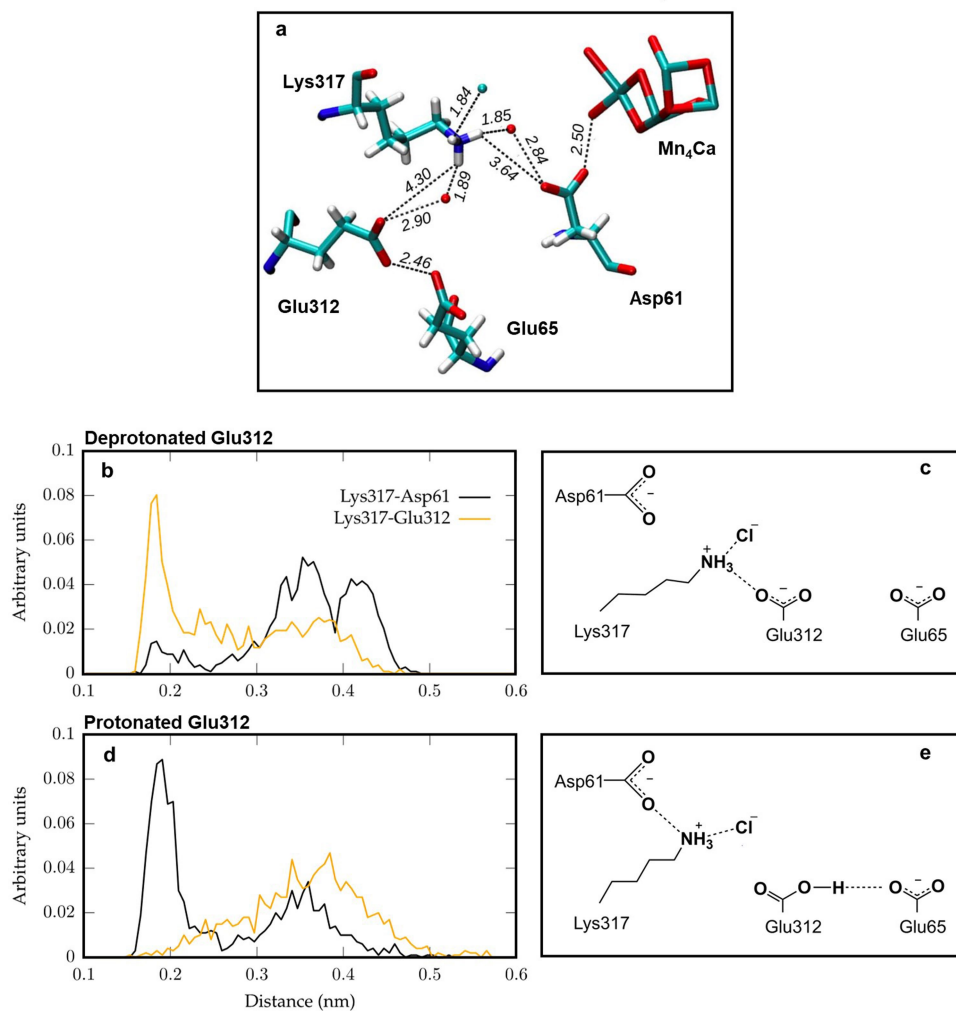 a
Lys317
1.84
1.85
2.84
2.50
Mn4Ca
3.64
4.30
1.89
2.90
2.46
Glu312
Glu65
Asp61
Deprotonated Glu312
b
Lys317-Asp61
Lys317-Glu312
Arbitrary units
0.1
0.08
0.06
0.04
0.02
0
0.1 0.2 0.3 0.4 0.5 0.6
c
O
Asp61 −
O
Cl−
+
NH3
−
O O
Lys317
Glu312
−
O O
Glu65
Protonated Glu312
d
Arbitrary units
0.1
0.08
0.06
0.04
0.02
0
0.1 0.2 0.3 0.4 0.5 0.6
Distance (nm)
e
O
Asp61 −
O
+
NH3
Cl−
Lys317
O O H
Glu312
−
O O
Glu65